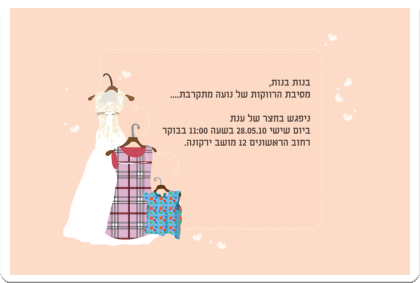 בנות בנות,
מסיבת הרווקות של נועה מתקרבת....
ניפגש בחצר של ענת
ביום שישי 28.05.10 בשעה 11:00 בבוקר
רחוב הראשונים 12 מושב ירקונה.